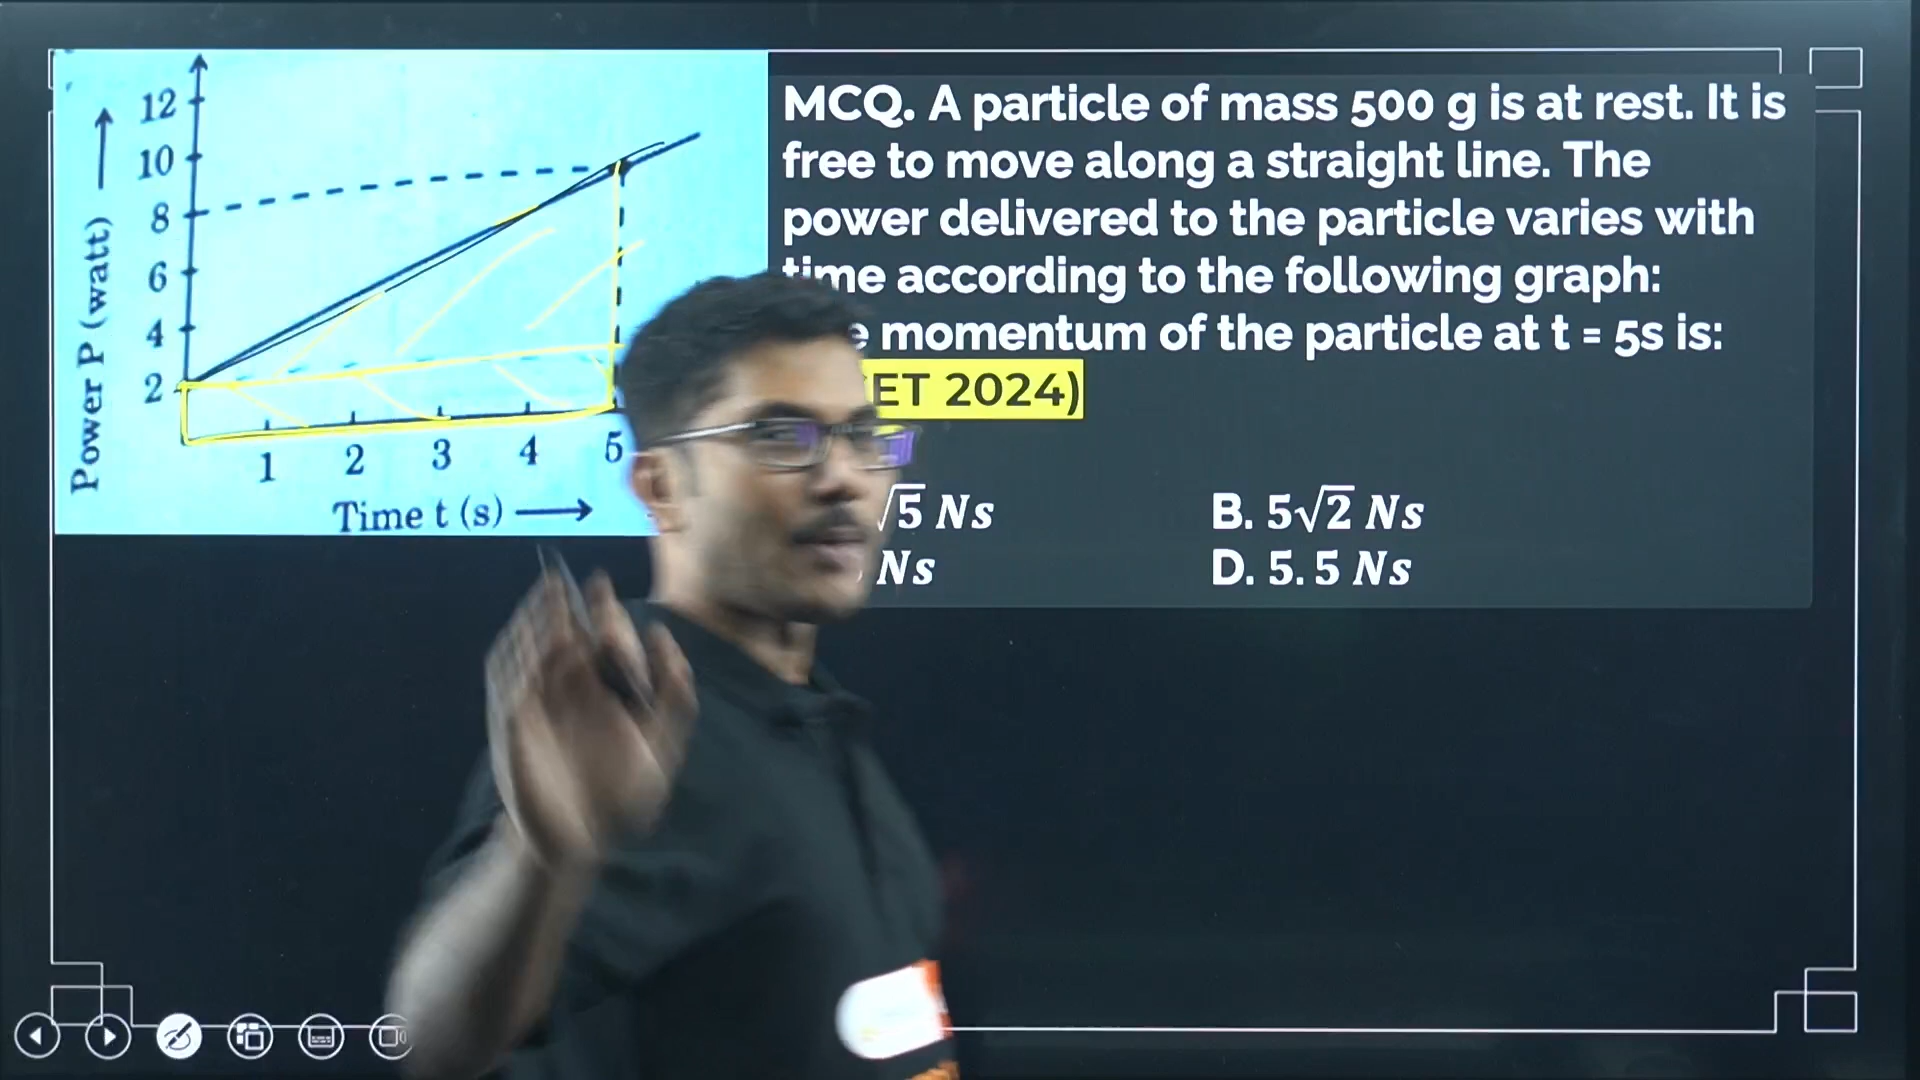 12
10
8
6
4
2
Power P (watt)
1 2 3 4 5
Time t (s)
MCQ. A particle of mass 500 g is at rest. It is
free to move along a straight line. The
power delivered to the particle varies with
time according to the following graph:
momentum of the particle at t = 5s is:
ET 2024)
√5 Ns
B. 5√2 Ns
Ns
D. 5.5 Ns